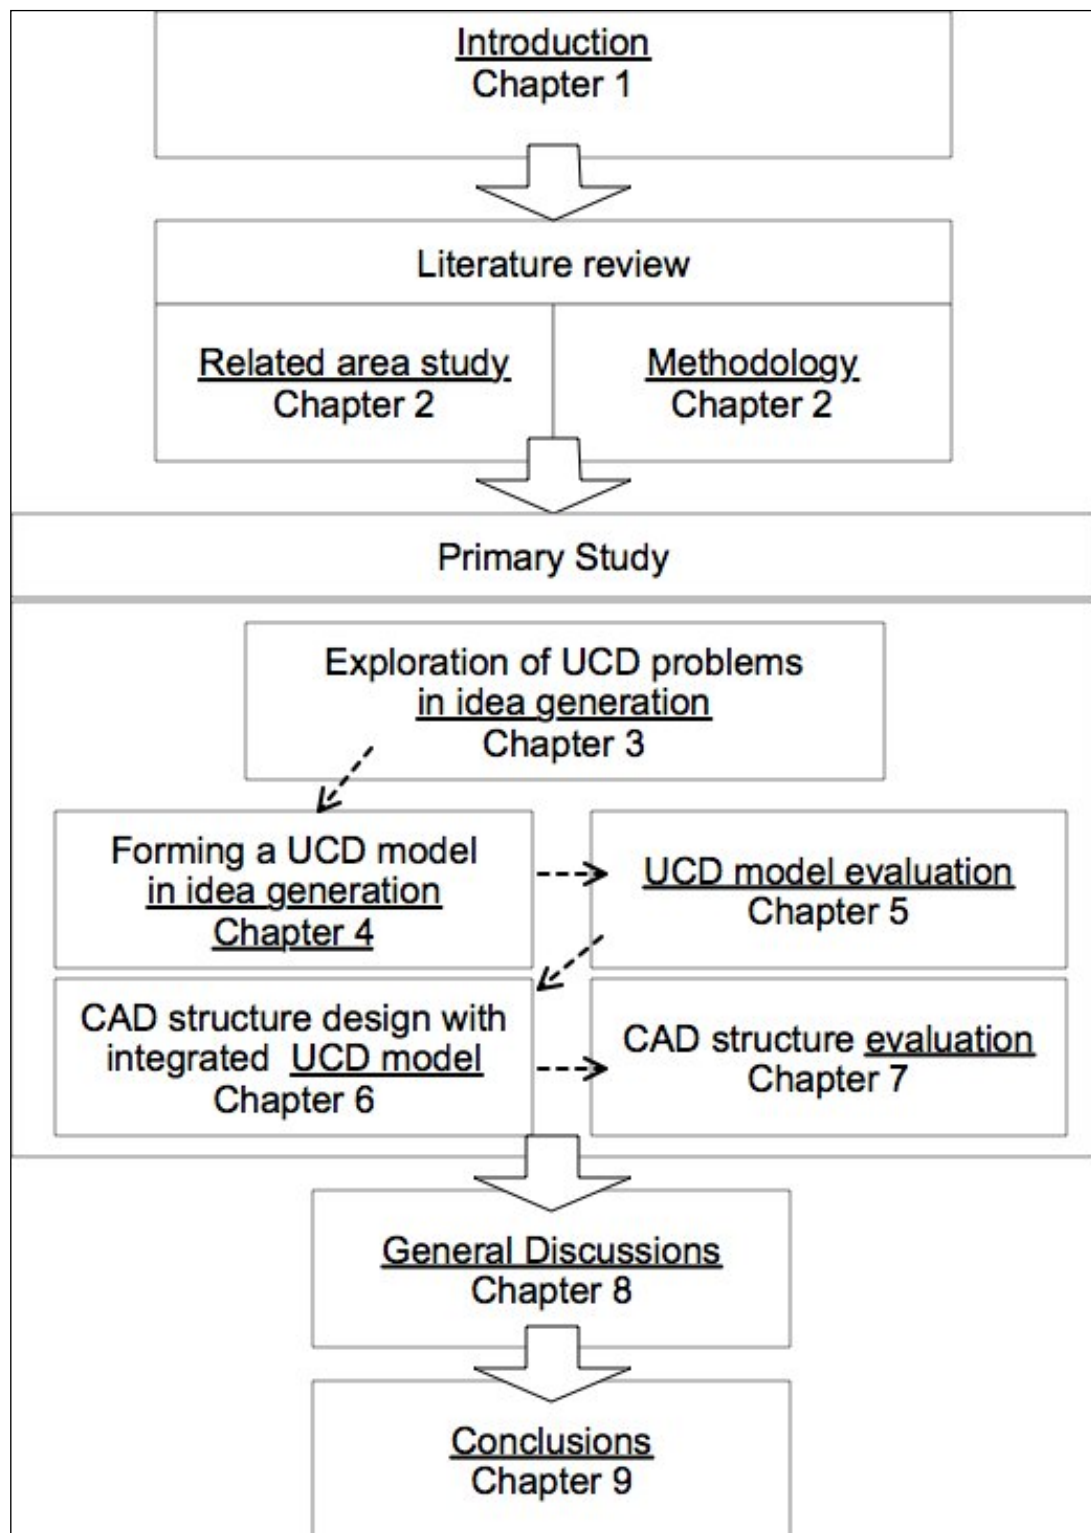 Introduction
Chapter 1
Literature review
Related area study
Chapter 2
Methodology
Chapter 2
Primary Study
Exploration of UCD problems
in idea generation
Chapter 3
Forming a UCD model
in idea generation
Chapter 4
UCD model evaluation
Chapter 5
CAD structure design with
integrated UCD model
Chapter 6
CAD structure evaluation
Chapter 7
General Discussions
Chapter 8
Conclusions
Chapter 9